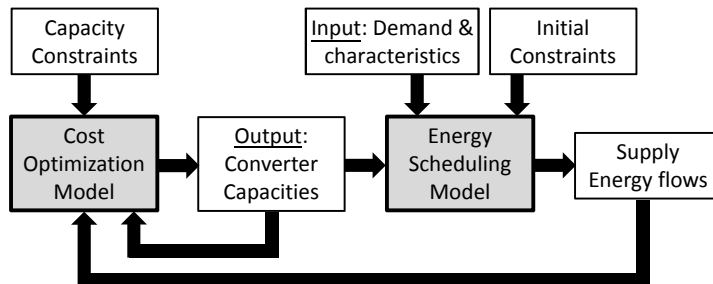 Capacity
Constraints
Input: Demand &
characteristics
Initial
Constraints
Cost
Optimization
Model
Output:
Converter
Capacities
Energy
Scheduling
Model
Supply
Energy flows